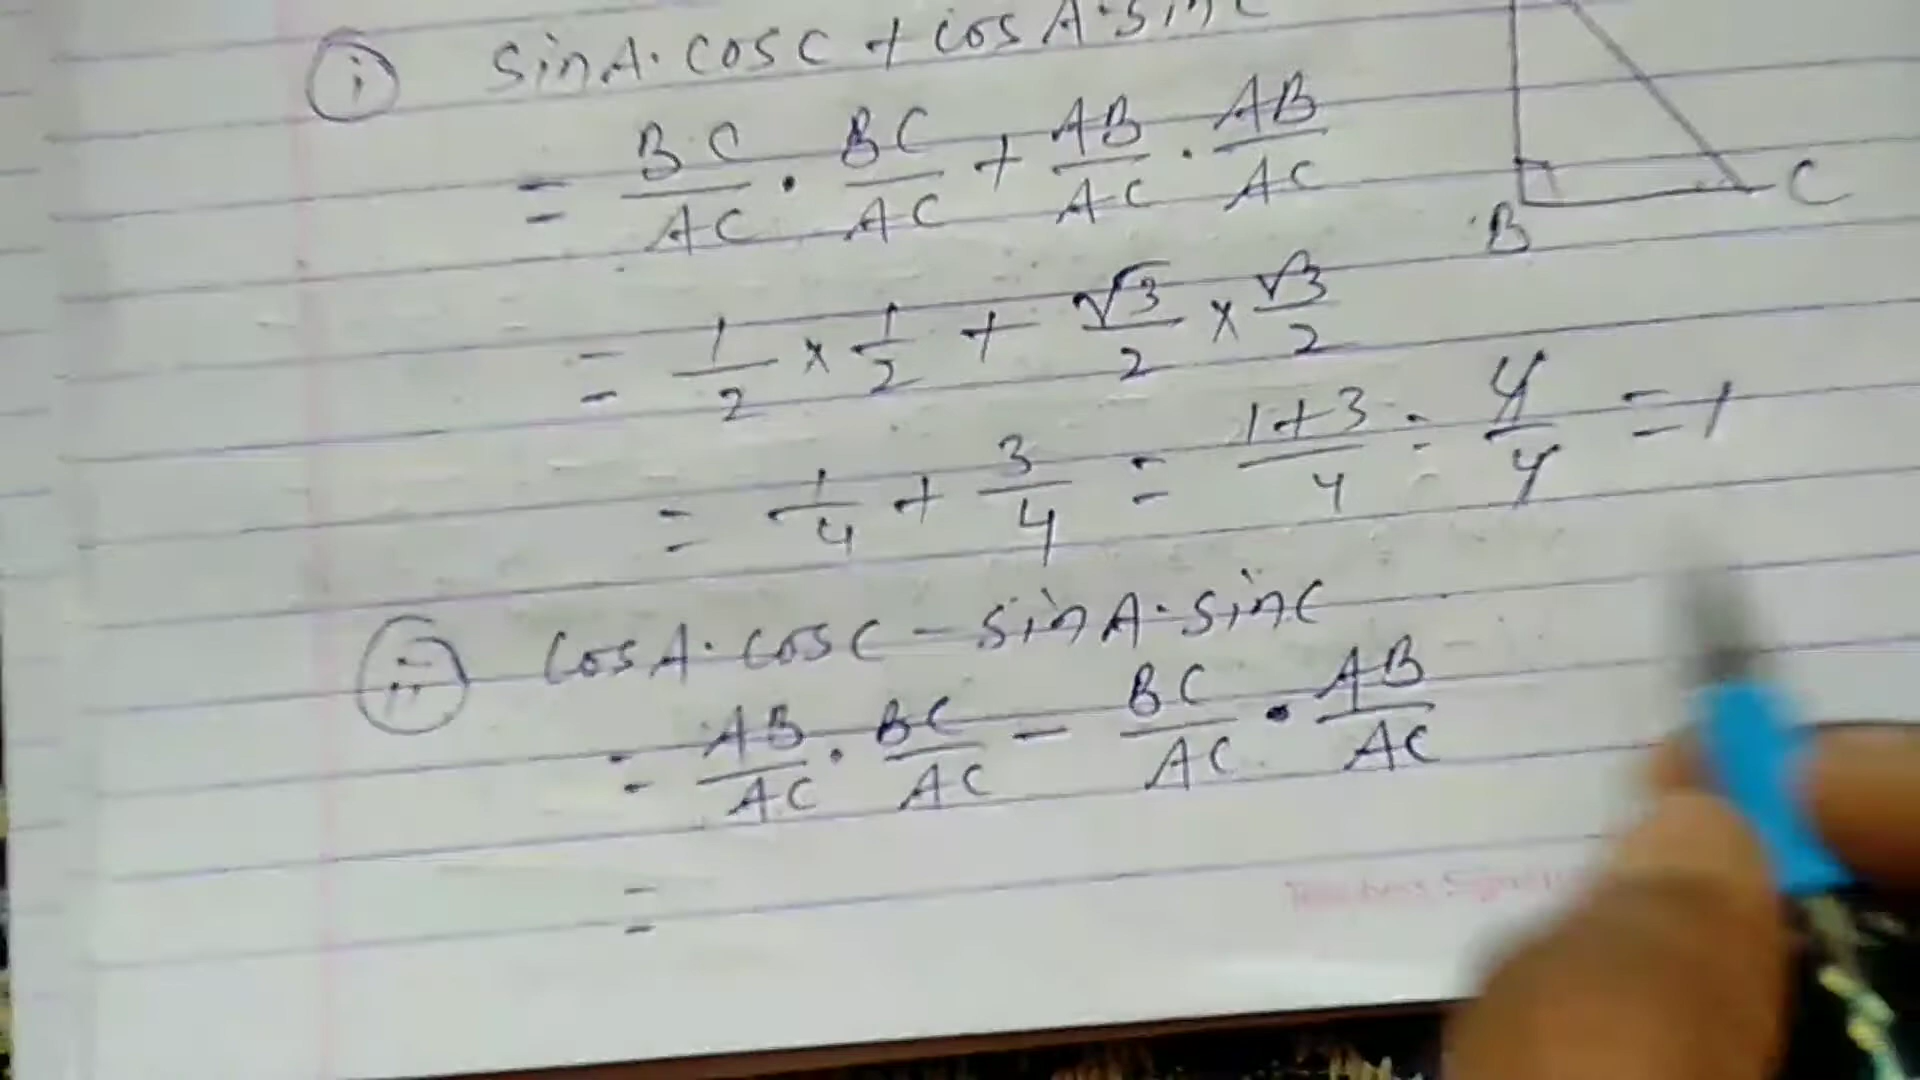 (i) sinA. cosC + cosA.sinC
= BC/AC . BC/AC + AB/AC . AB/AC
C
B
= 1/2 × 1/2 + √3/2 × √3/2
= 1/4 + 3/4 = 1+3/4 = 4/4 = 1
(ii) cosA. cosC - sinA.sinC
= AB/AC . BC/AC - BC/AC . AB/AC
=